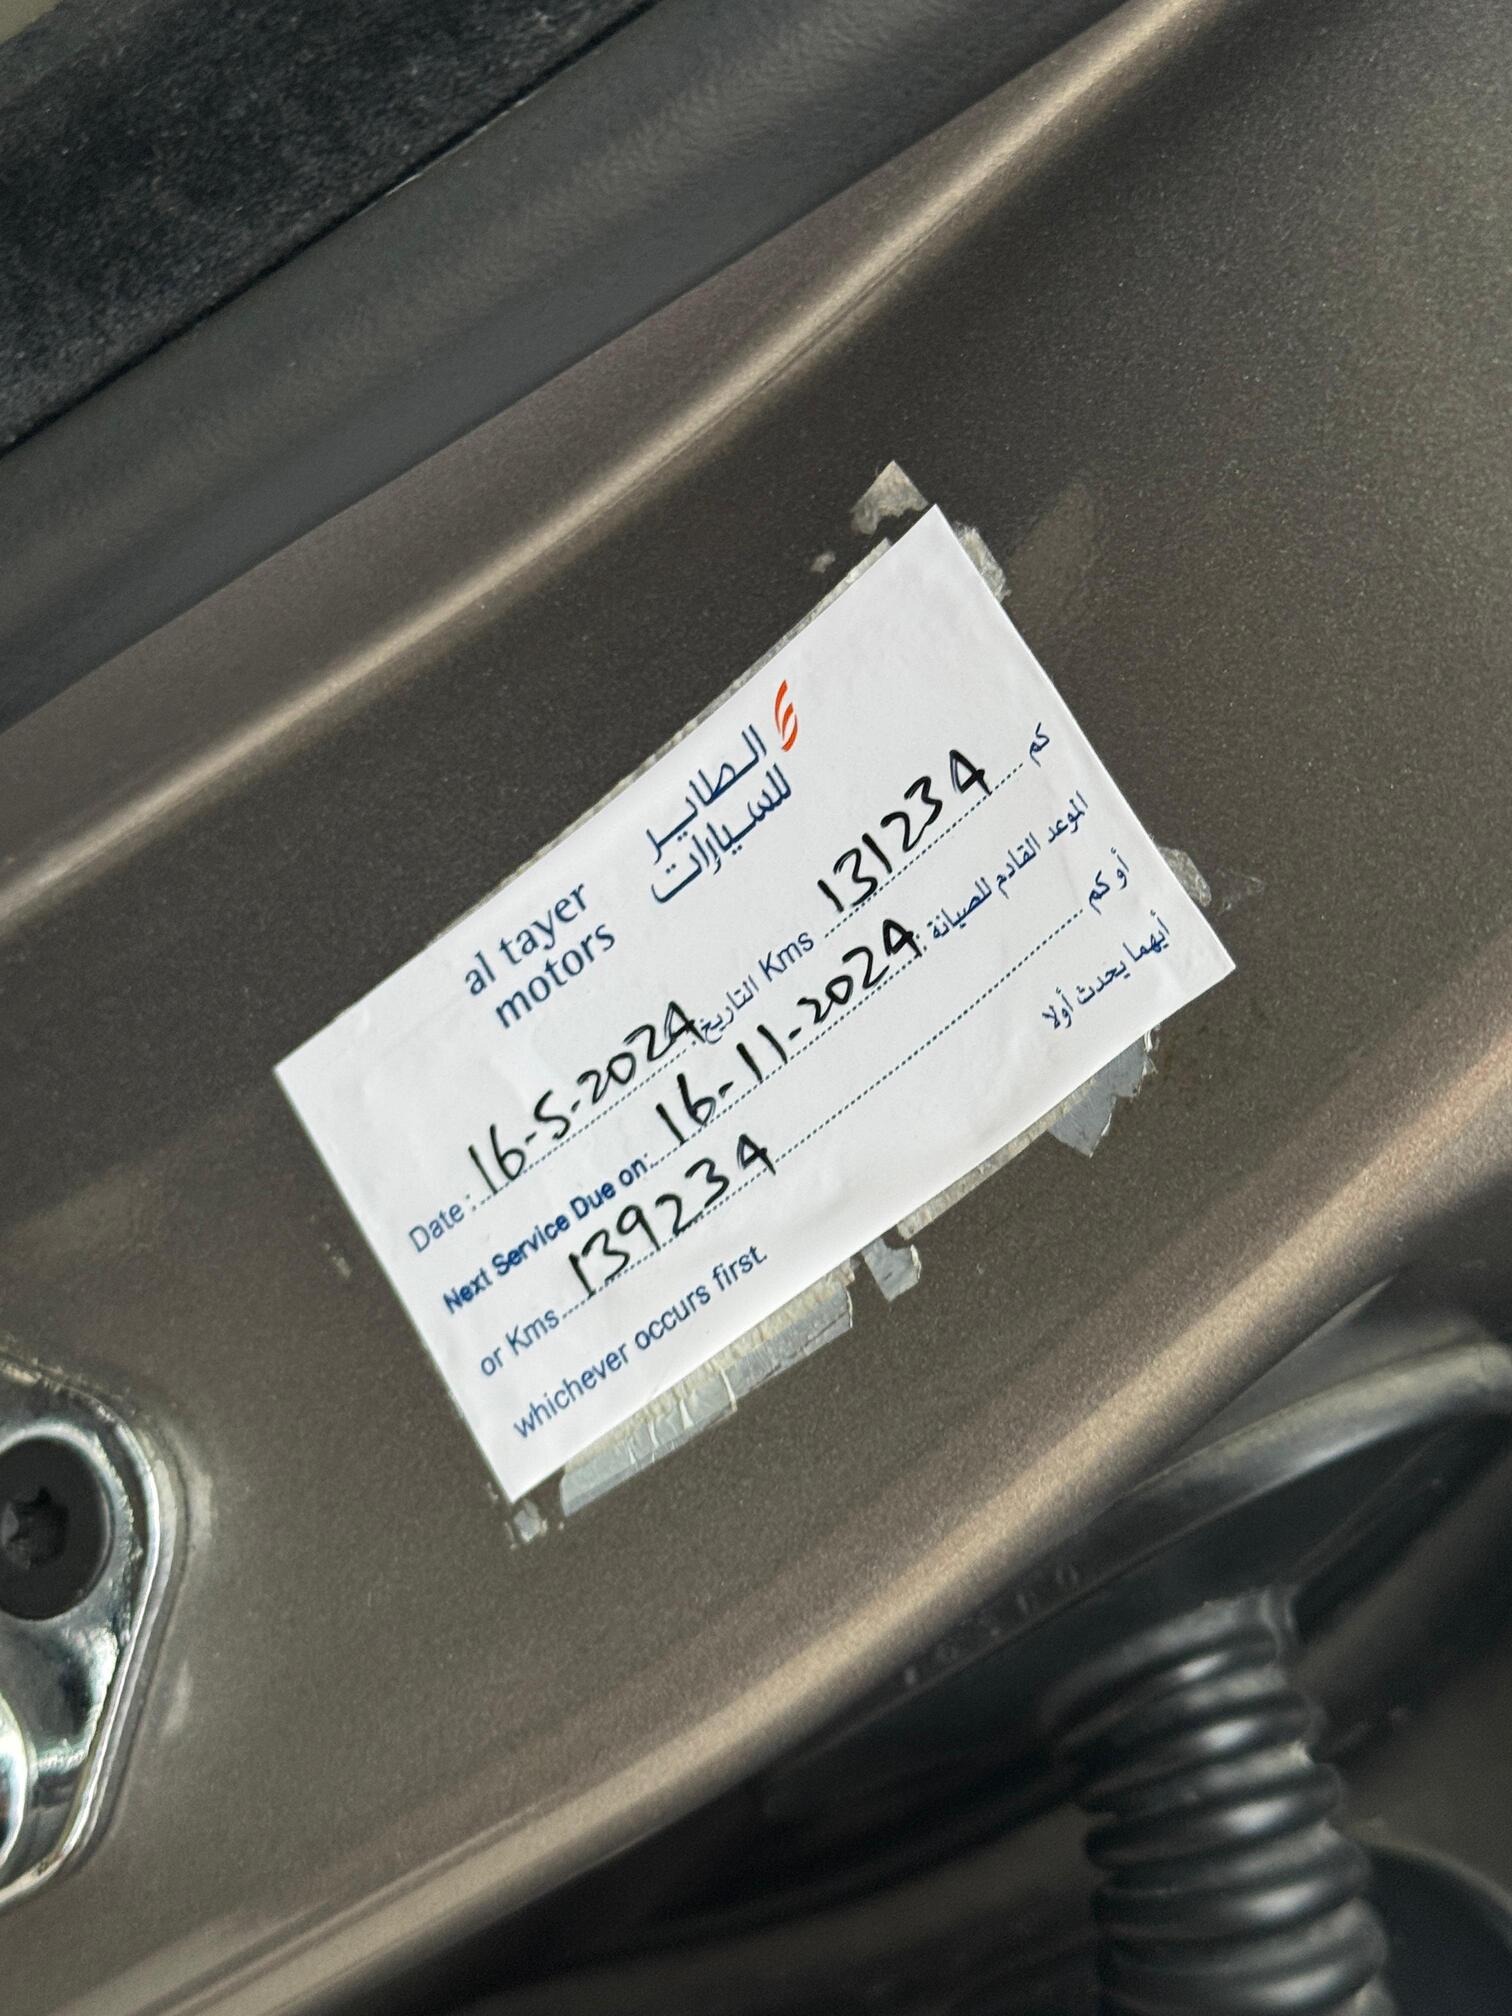 al tayer motors
الطاير للسيارات
Date : 16-5-2024 التاريخ: Kms 131234 كم
Next Service Due on: 16-11-2024 الموعد القادم للصيانة :
or Kms 139234 أو كم
whichever occurs first. أيهما يحدث أولا